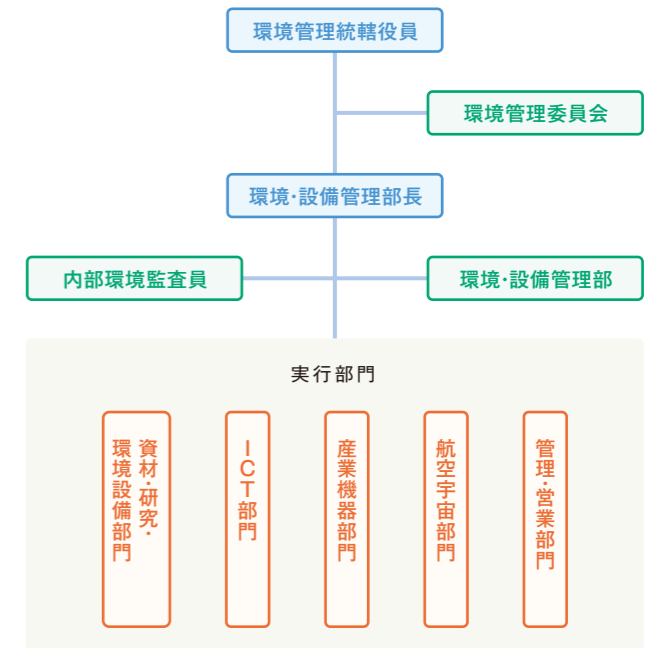 環境管理統轄役員
環境管理委員会
環境･設備管理部長
内部環境監査員
環境･設備管理部
実行部門
資材･研究･
環境設備部門
ICT部門
産業機器部門
航空宇宙部門
管理･営業部門